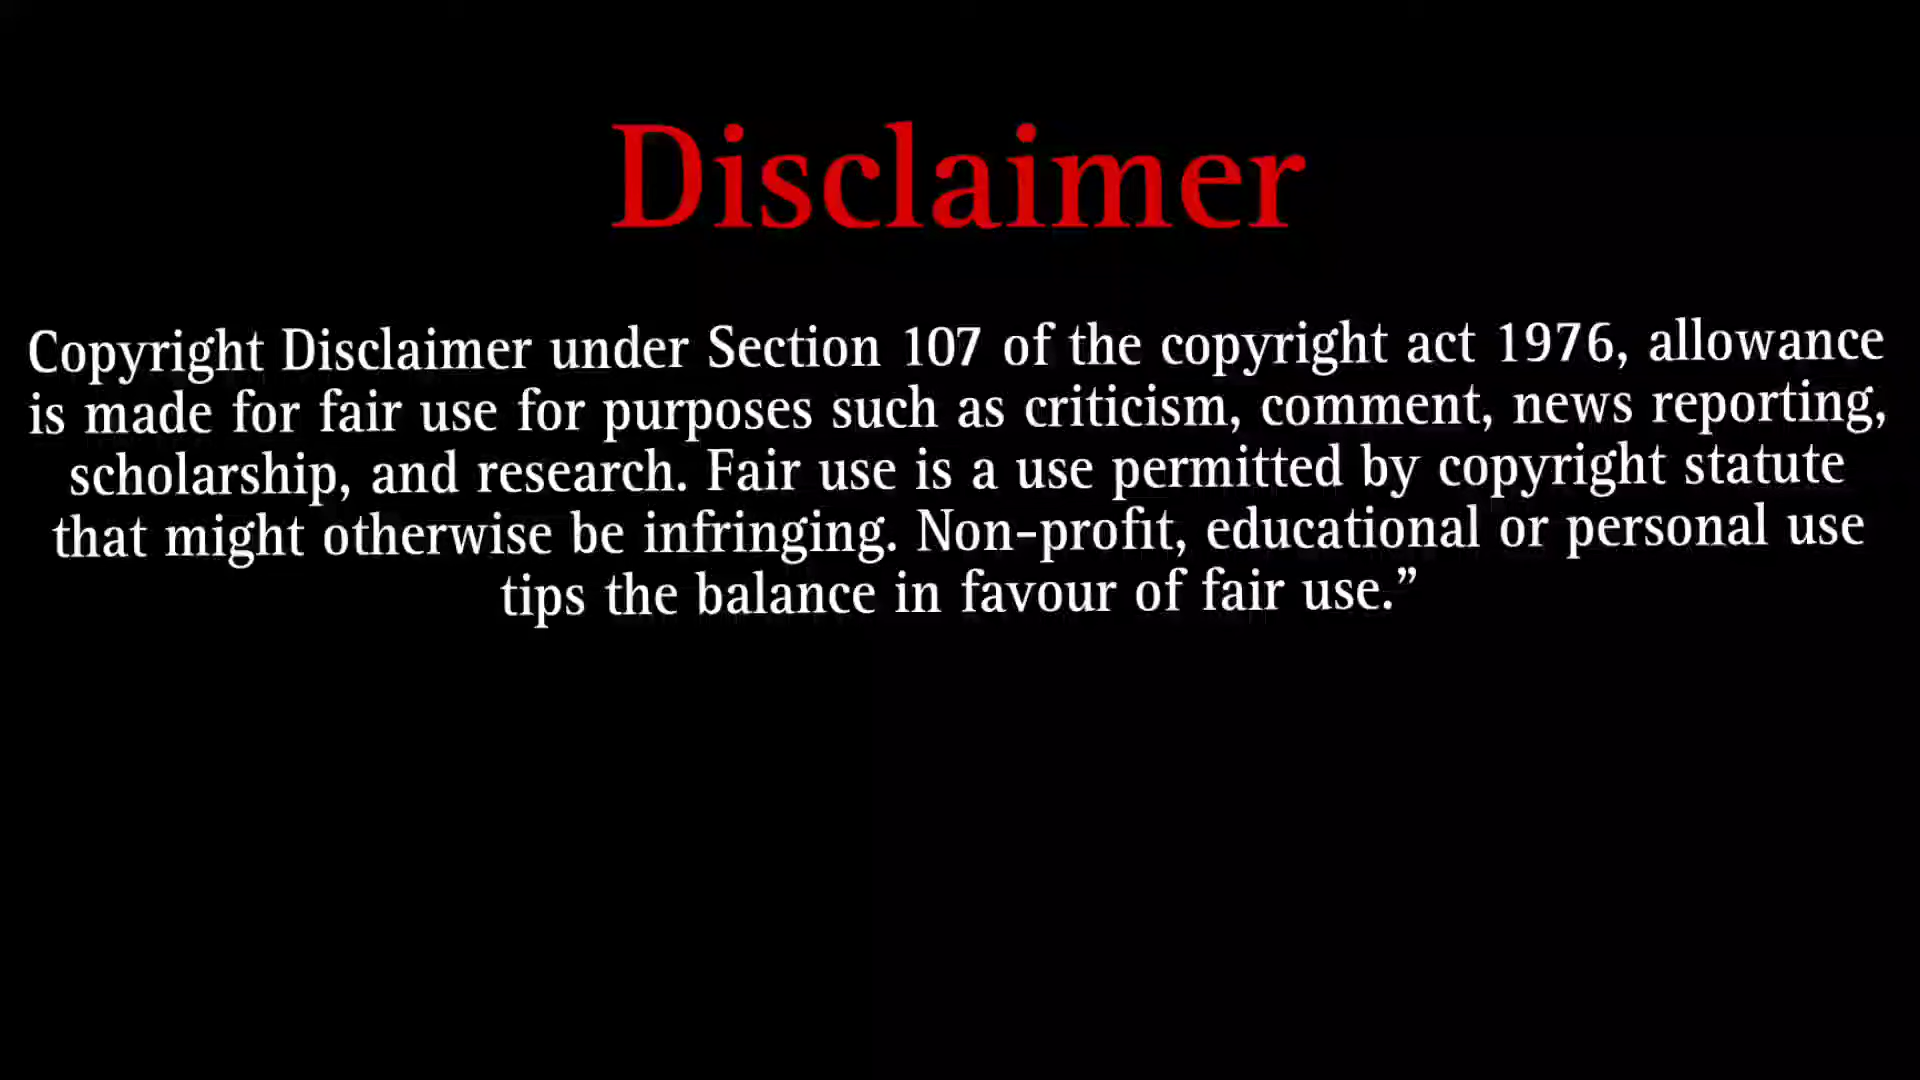 Disclaimer
Copyright Disclaimer under Section 107 of the copyright act 1976, allowance
is made for fair use for purposes such as criticism, comment, news reporting,
scholarship, and research. Fair use is a use permitted by copyright statute
that might otherwise be infringing. Non-profit, educational or personal use
tips the balance in favour of fair use.”